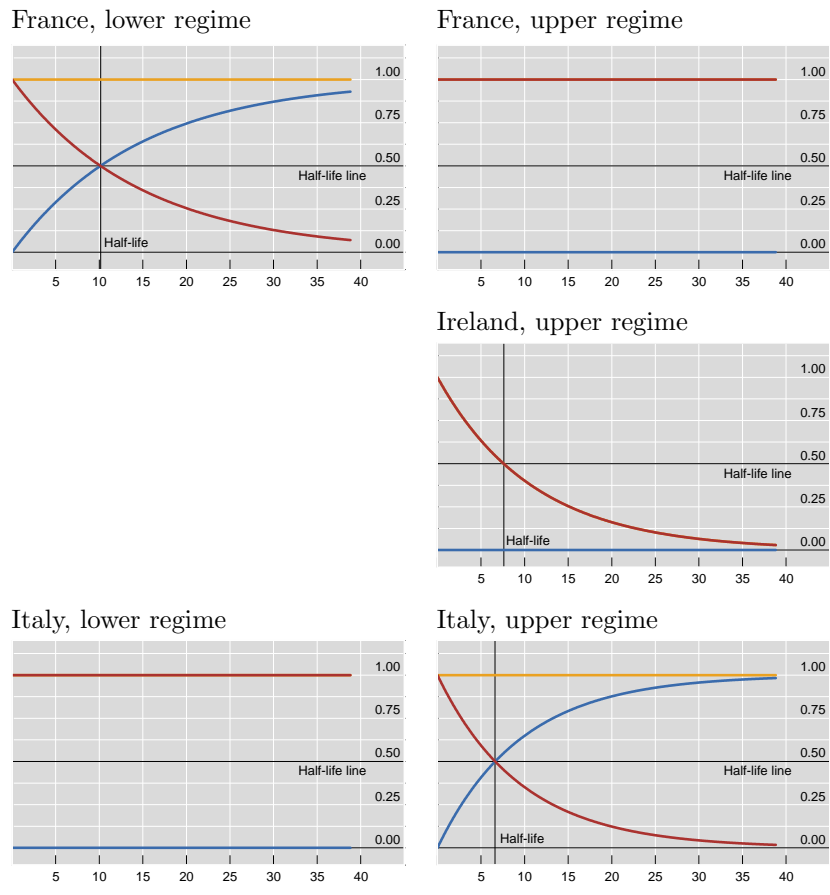 France, lower regime
1.00
0.75
0.50
Half-life line
0.25
Half-life
0.00
5 10 15 20 25 30 35 40
France, upper regime
1.00
0.75
0.50
Half-life line
0.25
0.00
5 10 15 20 25 30 35 40
Ireland, upper regime
1.00
0.75
0.50
Half-life line
0.25
Half-life
0.00
5 10 15 20 25 30 35 40
Italy, lower regime
1.00
0.75
0.50
Half-life line
0.25
0.00
5 10 15 20 25 30 35 40
Italy, upper regime
1.00
0.75
0.50
Half-life line
0.25
Half-life
0.00
5 10 15 20 25 30 35 40